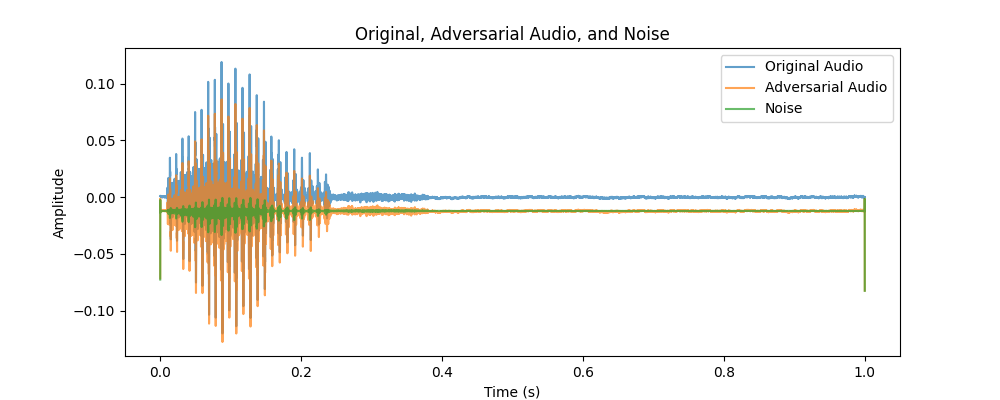 Original, Adversarial Audio, and Noise
Original Audio
Adversarial Audio
Noise
0.10
0.05
0.00
−0.05
−0.10
Amplitude
0.0
0.2
0.4
0.6
0.8
1.0
Time (s)